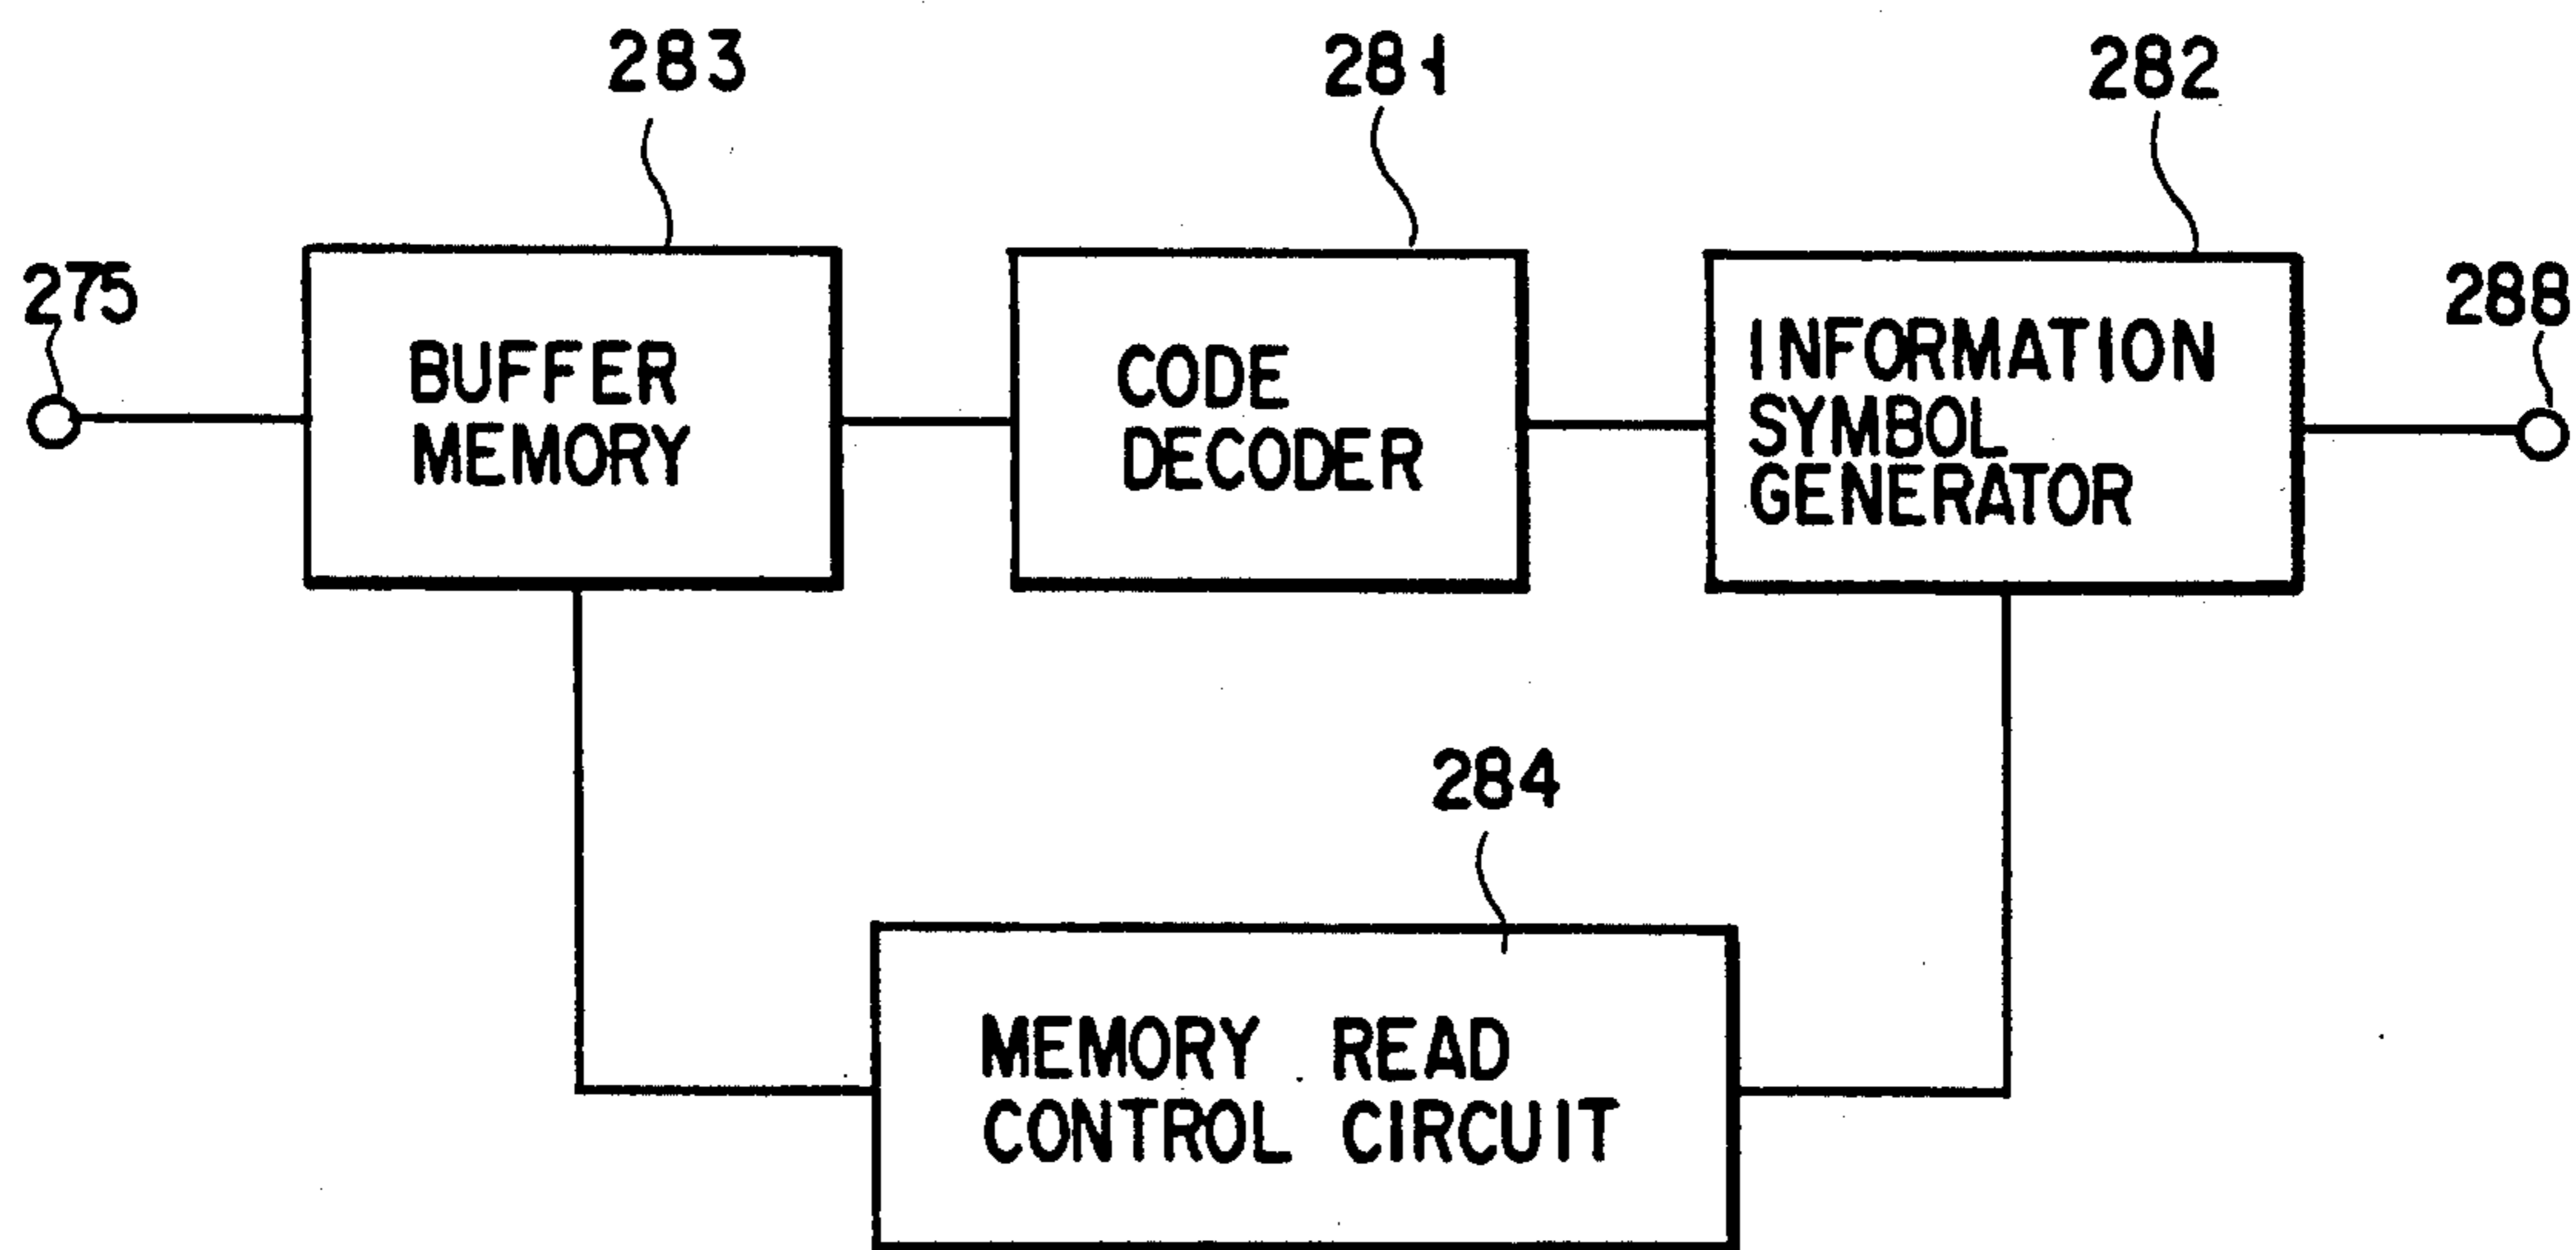 283
281
282
275
288
BUFFER
MEMORY
CODE
DECODER
INFORMATION
SYMBOL
GENERATOR
284
MEMORY READ
CONTROL CIRCUIT